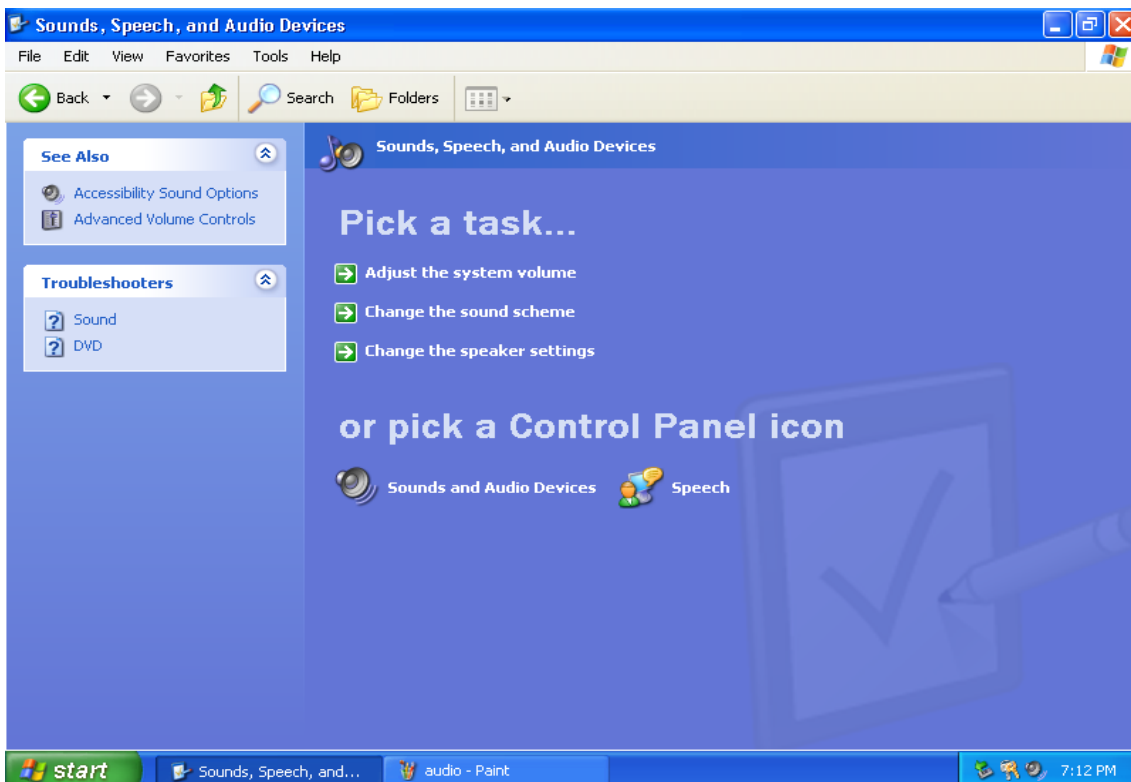 Sounds, Speech, and Audio Devices
File Edit View Favorites Tools Help
Back Search Folders
See Also
Accessibility Sound Options
Advanced Volume Controls
Troubleshooters
Sound
DVD
Sounds, Speech, and Audio Devices
Pick a task...
Adjust the system volume
Change the sound scheme
Change the speaker settings
or pick a Control Panel icon
Sounds and Audio Devices Speech
start Sounds, Speech, and... audio - Paint 7:12 PM